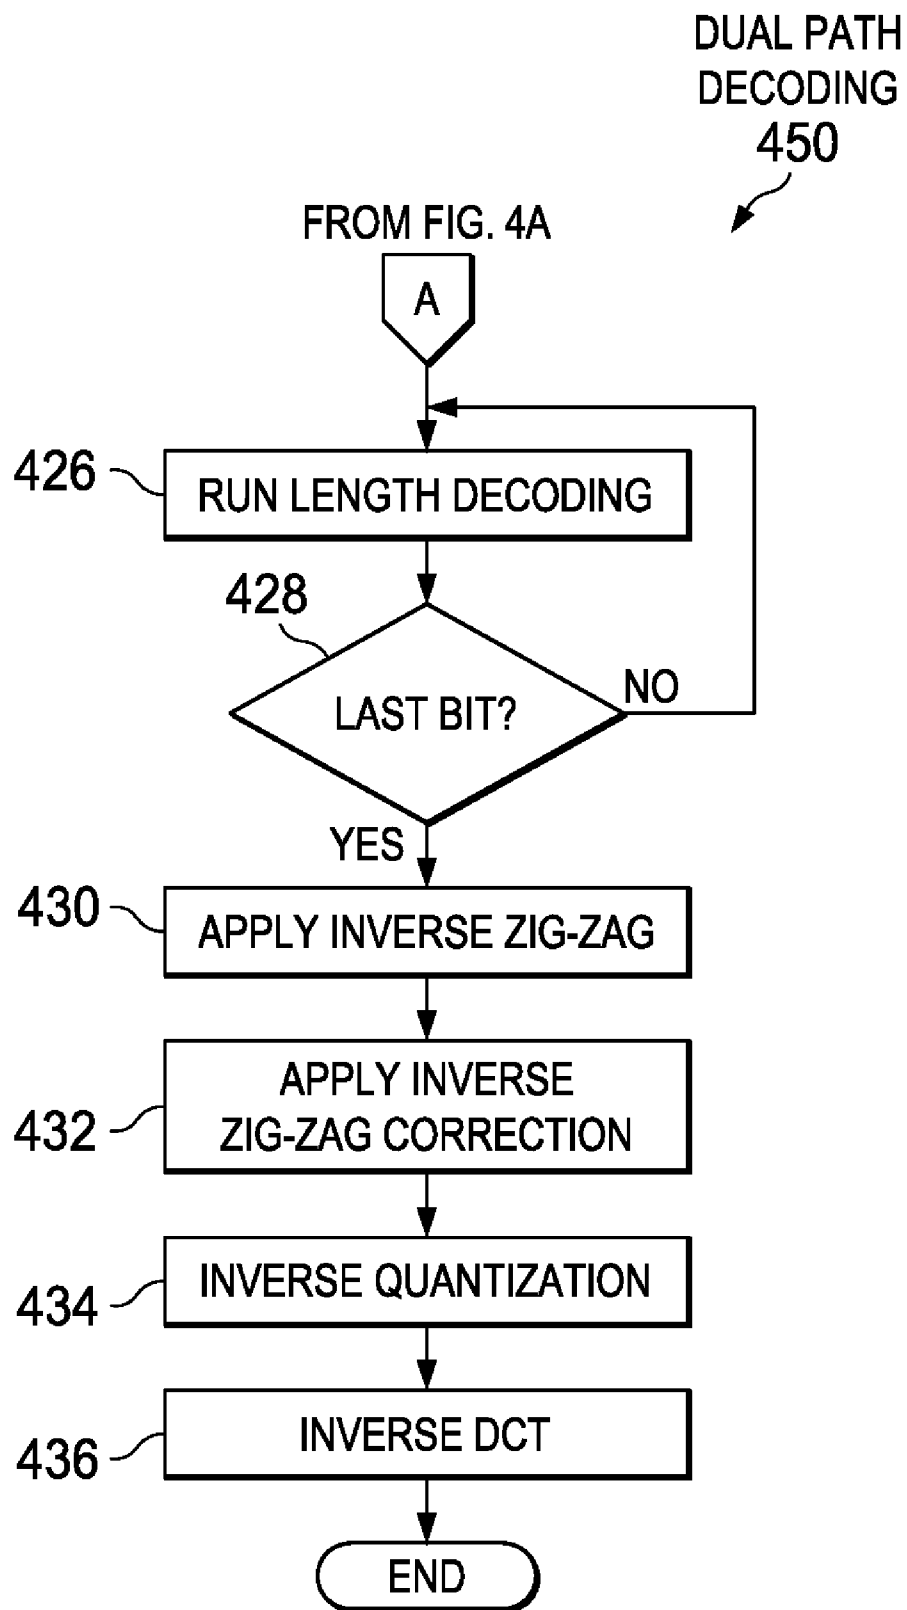 DUAL PATH
DECODING
450
FROM FIG. 4A
A
426
RUN LENGTH DECODING
428
LAST BIT?
NO
YES
430
APPLY INVERSE ZIG-ZAG
APPLY INVERSE
432
ZIG-ZAG CORRECTION
434
INVERSE QUANTIZATION
436
INVERSE DCT
END